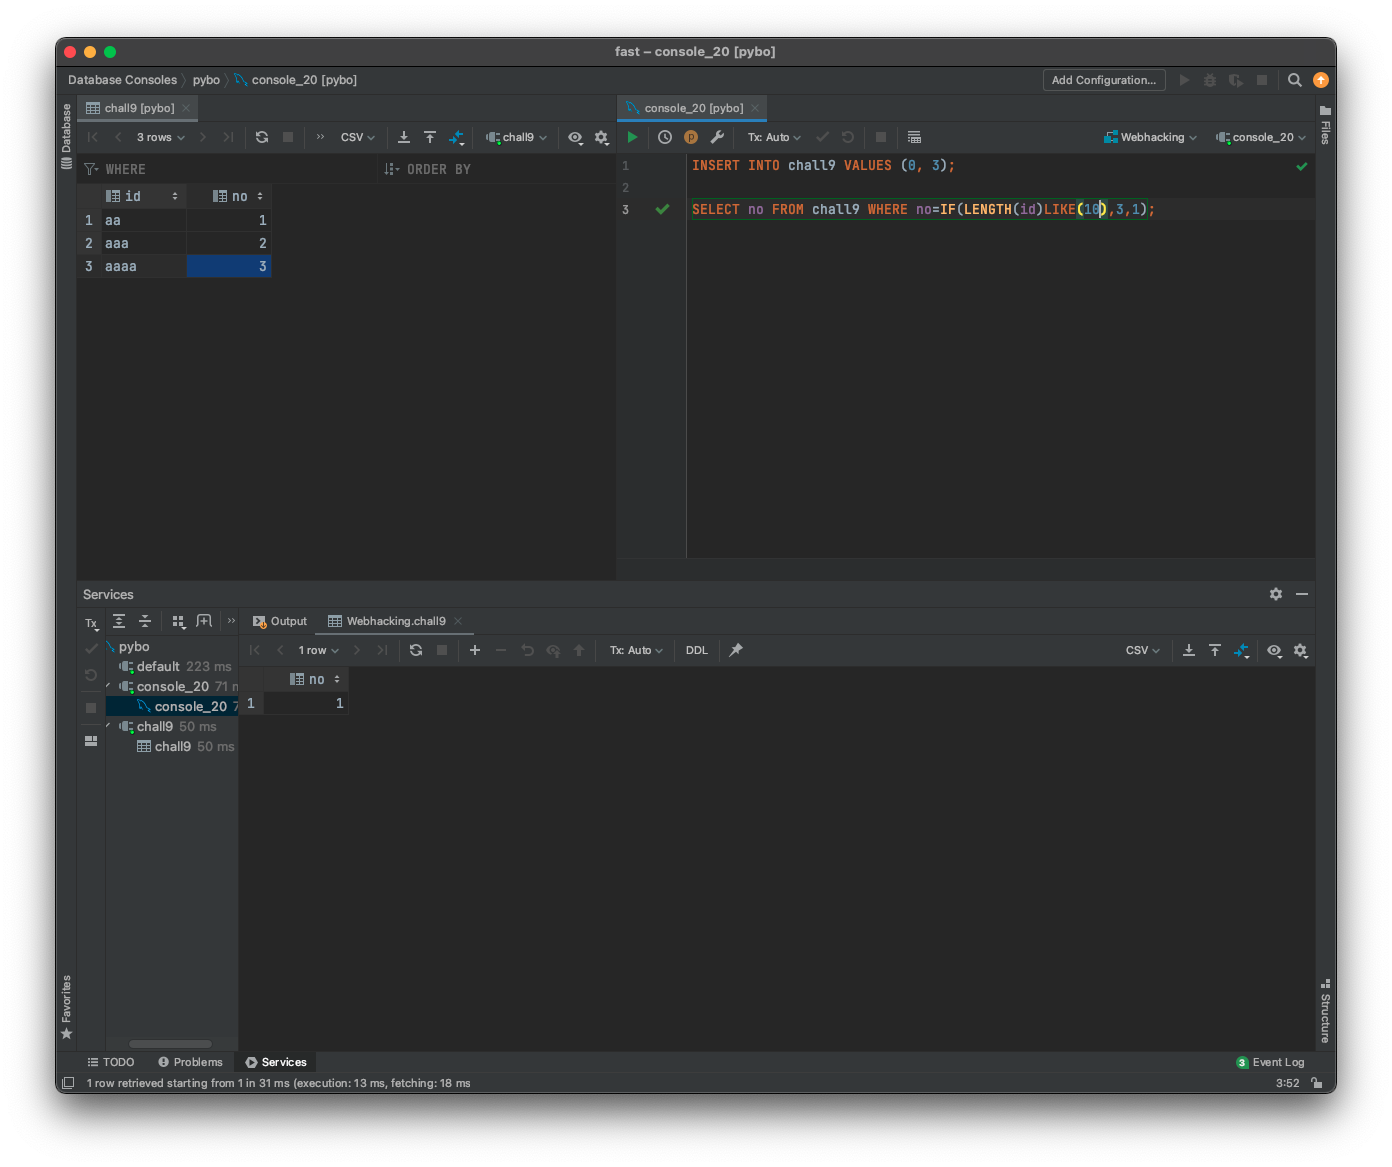 fast – console_20 [pybo]
Database Consoles pybo console_20 [pybo] Add Configuration...
Database
chall9 [pybo]
3 rows CSV chall9
WHERE ORDER BY
id no
1 aa 1
2 aaa 2
3 aaaa 3
console_20 [pybo]
p Tx: Auto Webhacking console_20
Files
1 INSERT INTO chall9 VALUES (0, 3);
2
3 SELECT no FROM chall9 WHERE no=IF(LENGTH(id)LIKE(10),3,1);
Services
Tx
pybo
default 223 ms
console_20 71 m
console_20 7
chall9 50 ms
chall9 50 ms
Output Webhacking.chall9
1 row Tx: Auto DDL CSV
no
1 1
Favorites
Structure
TODO Problems Services 3 Event Log
1 row retrieved starting from 1 in 31 ms (execution: 13 ms, fetching: 18 ms 3:52